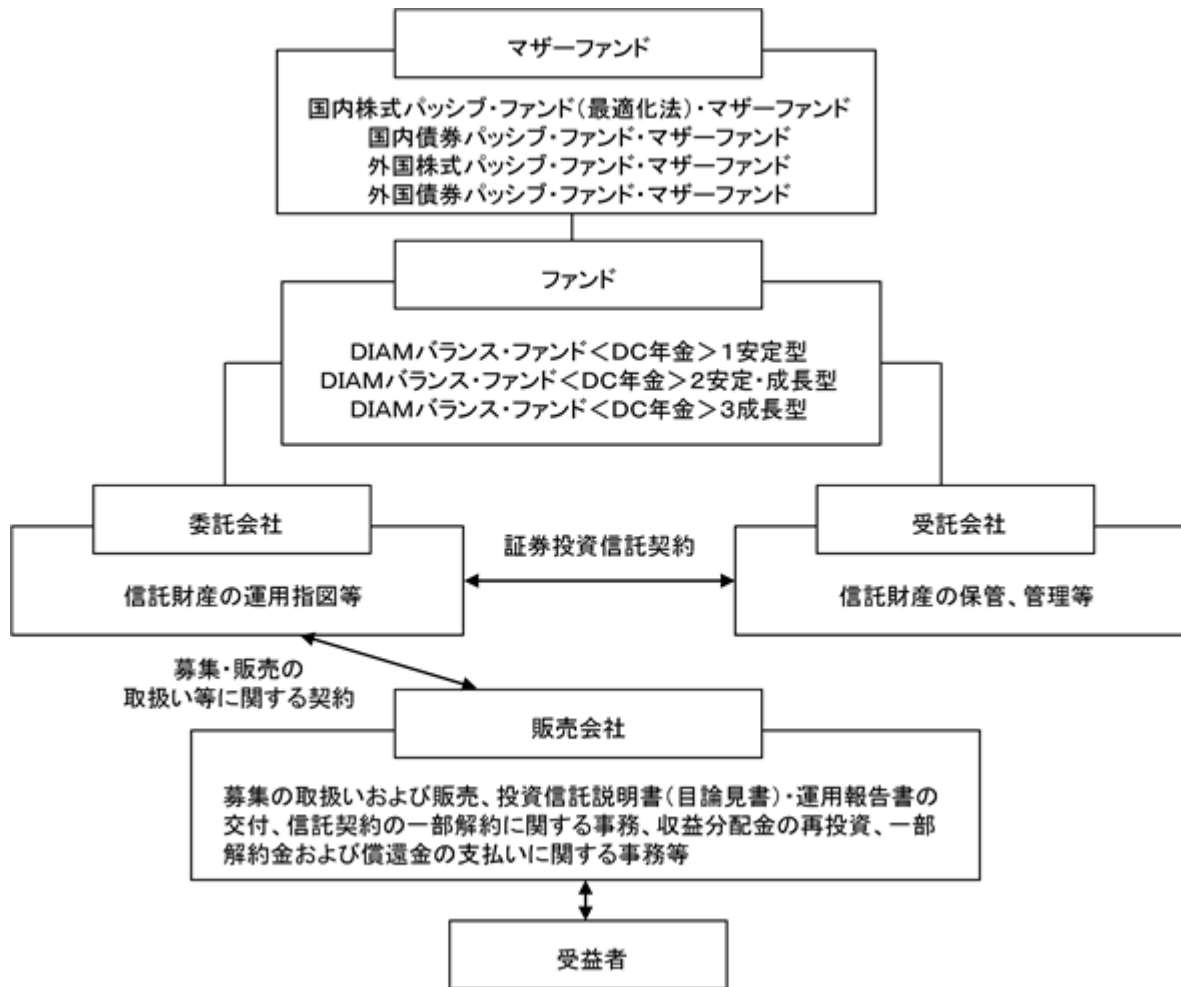 マザーファンド
国内株式パッシブ・ファンド(最適化法)・マザーファンド
国内債券パッシブ・ファンド・マザーファンド
外国株式パッシブ・ファンド・マザーファンド
外国債券パッシブ・ファンド・マザーファンド
ファンド
DIAMバランス・ファンド<DC年金>1安定型
DIAMバランス・ファンド<DC年金>2安定・成長型
DIAMバランス・ファンド<DC年金>3成長型
委託会社
信託財産の運用指図等
証券投資信託契約
受託会社
信託財産の保管、管理等
募集・販売の
取扱い等に関する契約
販売会社
募集の取扱いおよび販売、投資信託説明書(目論見書)・運用報告書の
交付、信託契約の一部解約に関する事務、収益分配金の再投資、一部
解約金および償還金の支払いに関する事務等
受益者